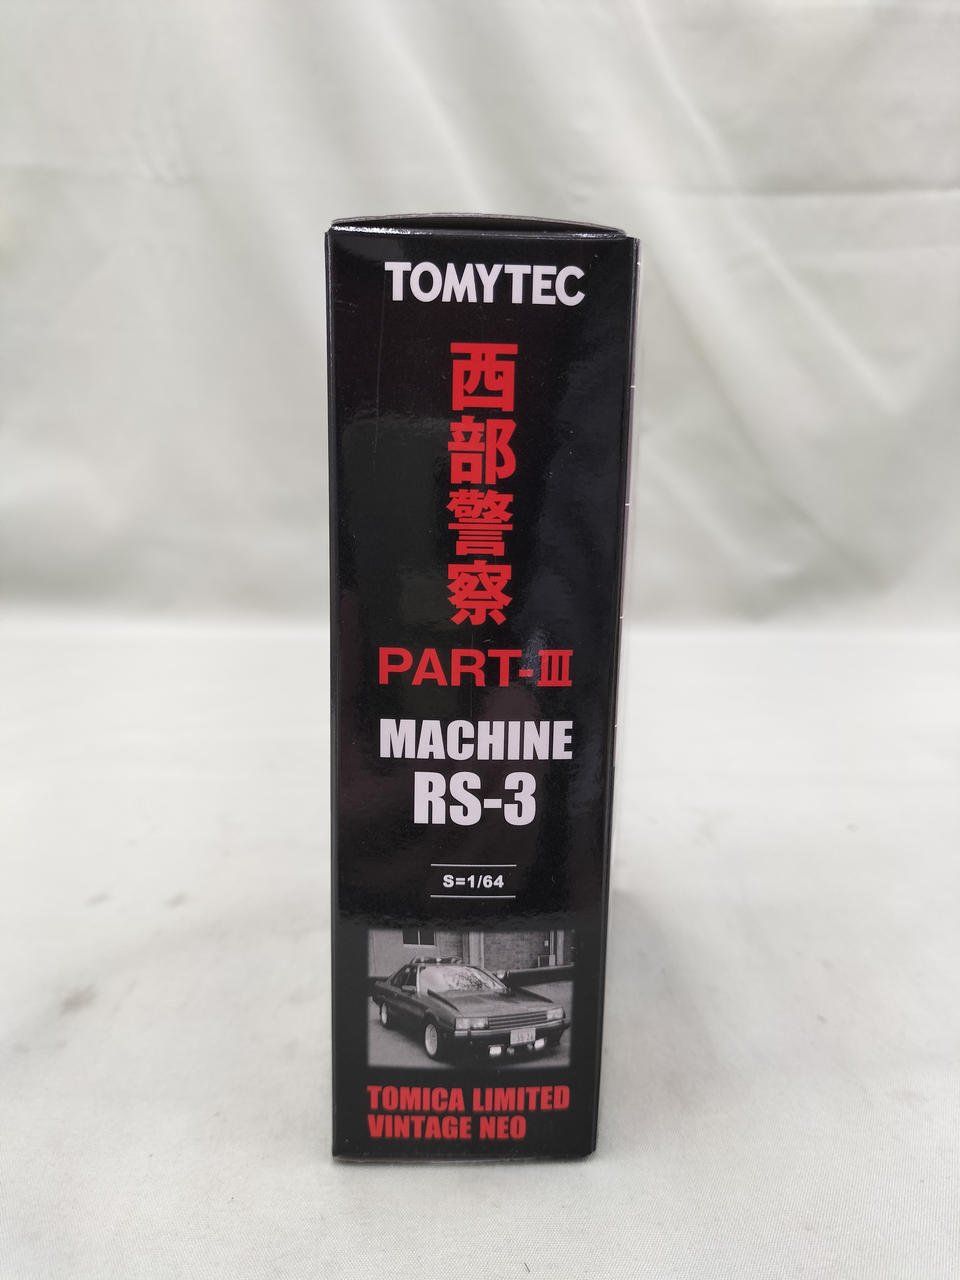 TOMYTEC
西部警察
PART-III
MACHINE
RS-3
S=1/64
TOMICA LIMITED
VINTAGE NEO